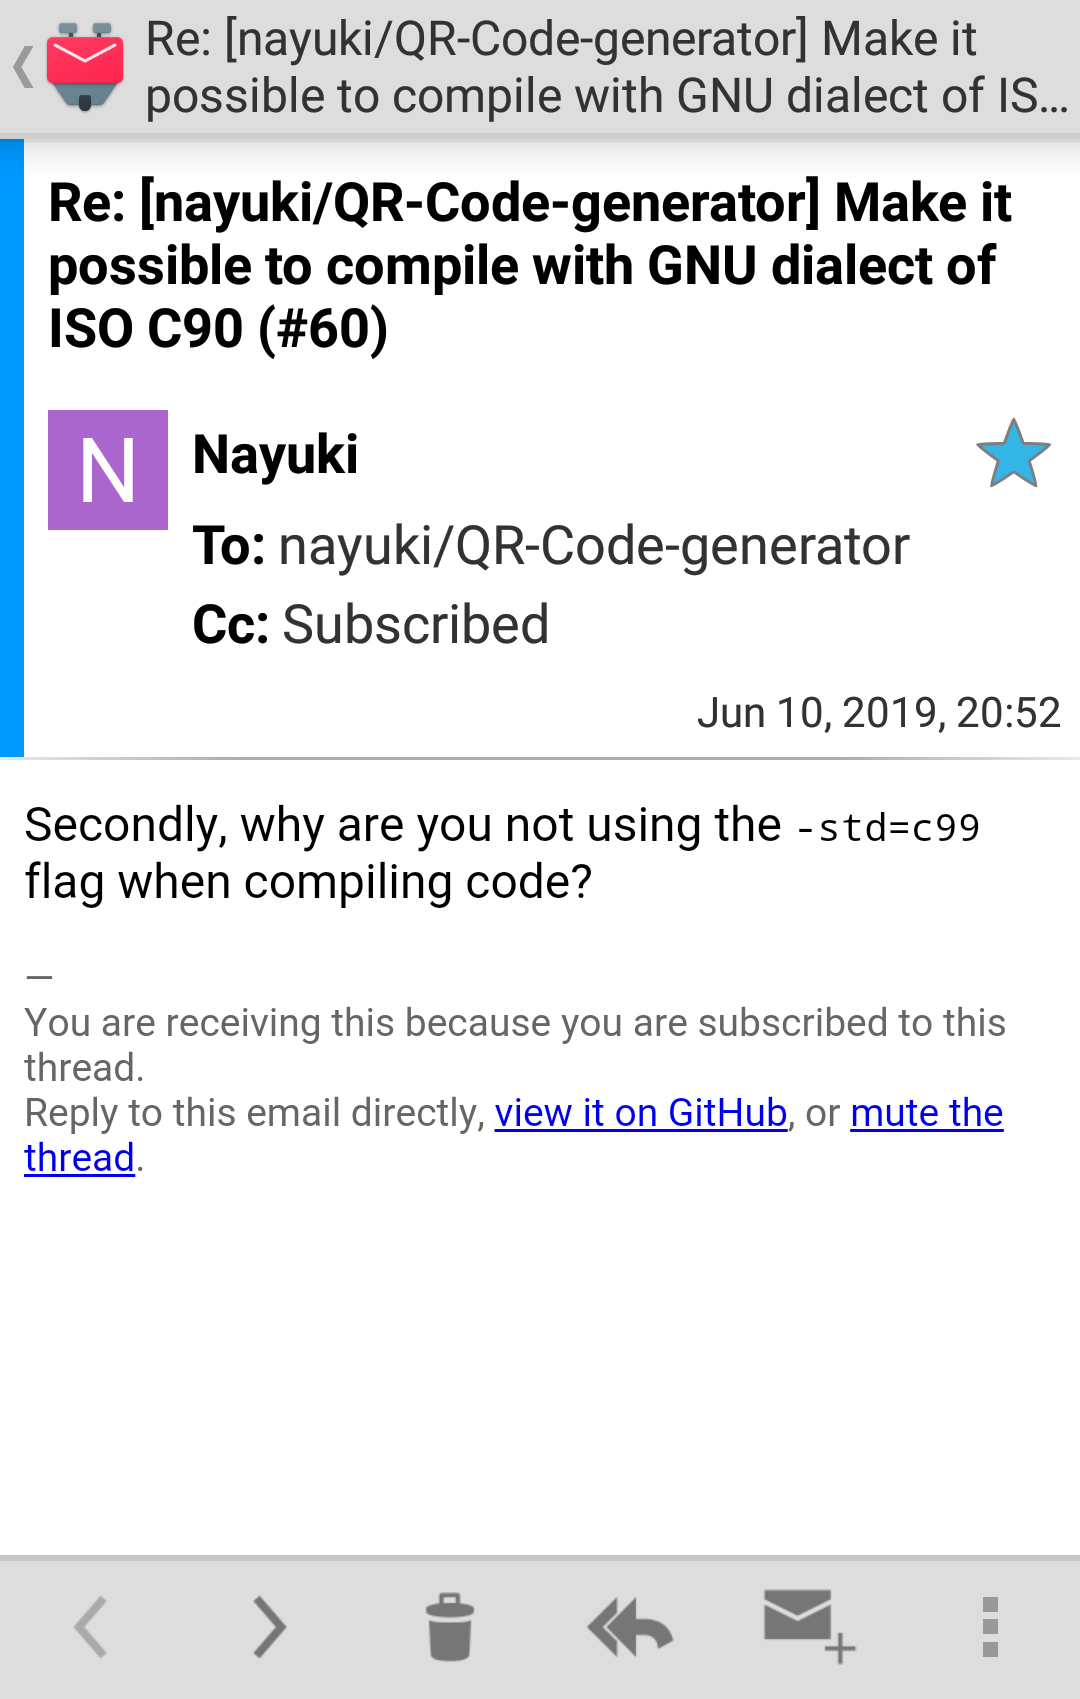 Re: [nayuki/QR-Code-generator] Make it
possible to compile with GNU dialect of IS...
Re: [nayuki/QR-Code-generator] Make it
possible to compile with GNU dialect of
ISO C90 (#60)
N
Nayuki
To: nayuki/QR-Code-generator
Cc: Subscribed
Jun 10, 2019, 20:52
Secondly, why are you not using the -std=c99
flag when compiling code?
—
You are receiving this because you are subscribed to this
thread.
Reply to this email directly, view it on GitHub, or mute the
thread.